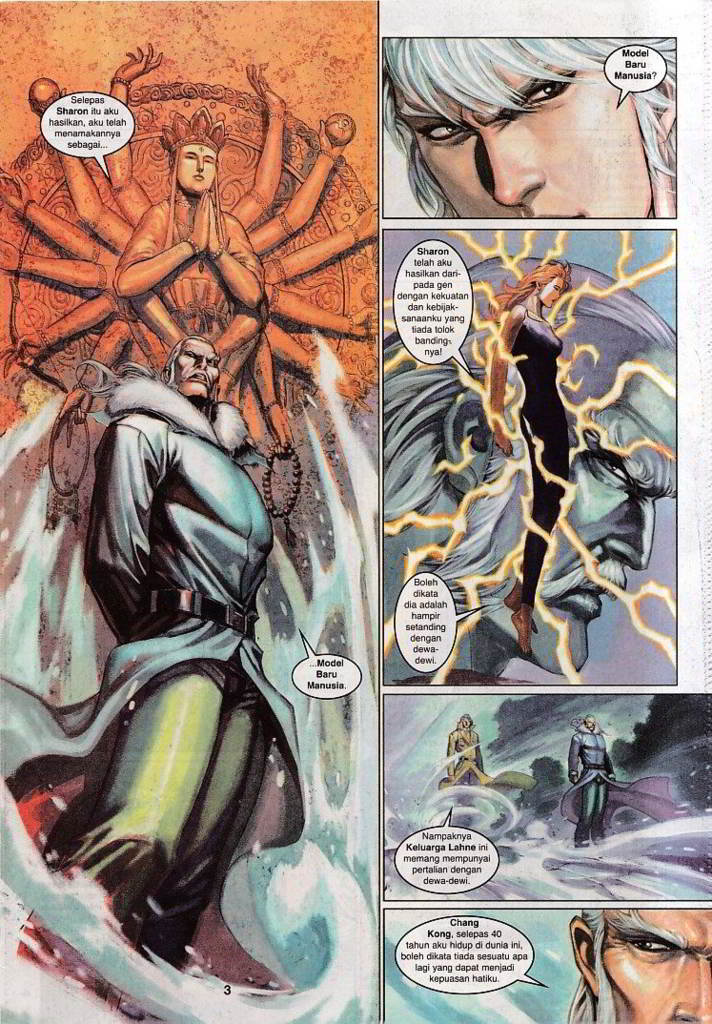 Selepas
Sharon itu aku
hasilkan, aku telah
menamakannya
sebagai...
...Model
Baru
Manusia.
3
Model
Baru
Manusia?
Sharon
telah aku
hasilkan dari-
pada gen
dengan kekuatan
dan kebijak-
sanaanku yang
tiada tolok
banding-
nya!
Boleh
dikata
dia adalah
hampir
setanding
dengan
dewa-
dewi.
Nampaknya
Keluarga Lahne ini
memang mempunyai
pertalian dengan
dewa-dewi.
Chang
Kong, selepas 40
tahun aku hidup di dunia ini,
boleh dikata tiada sesuatu apa
lagi yang dapat menjadi
kepuasan hatiku.